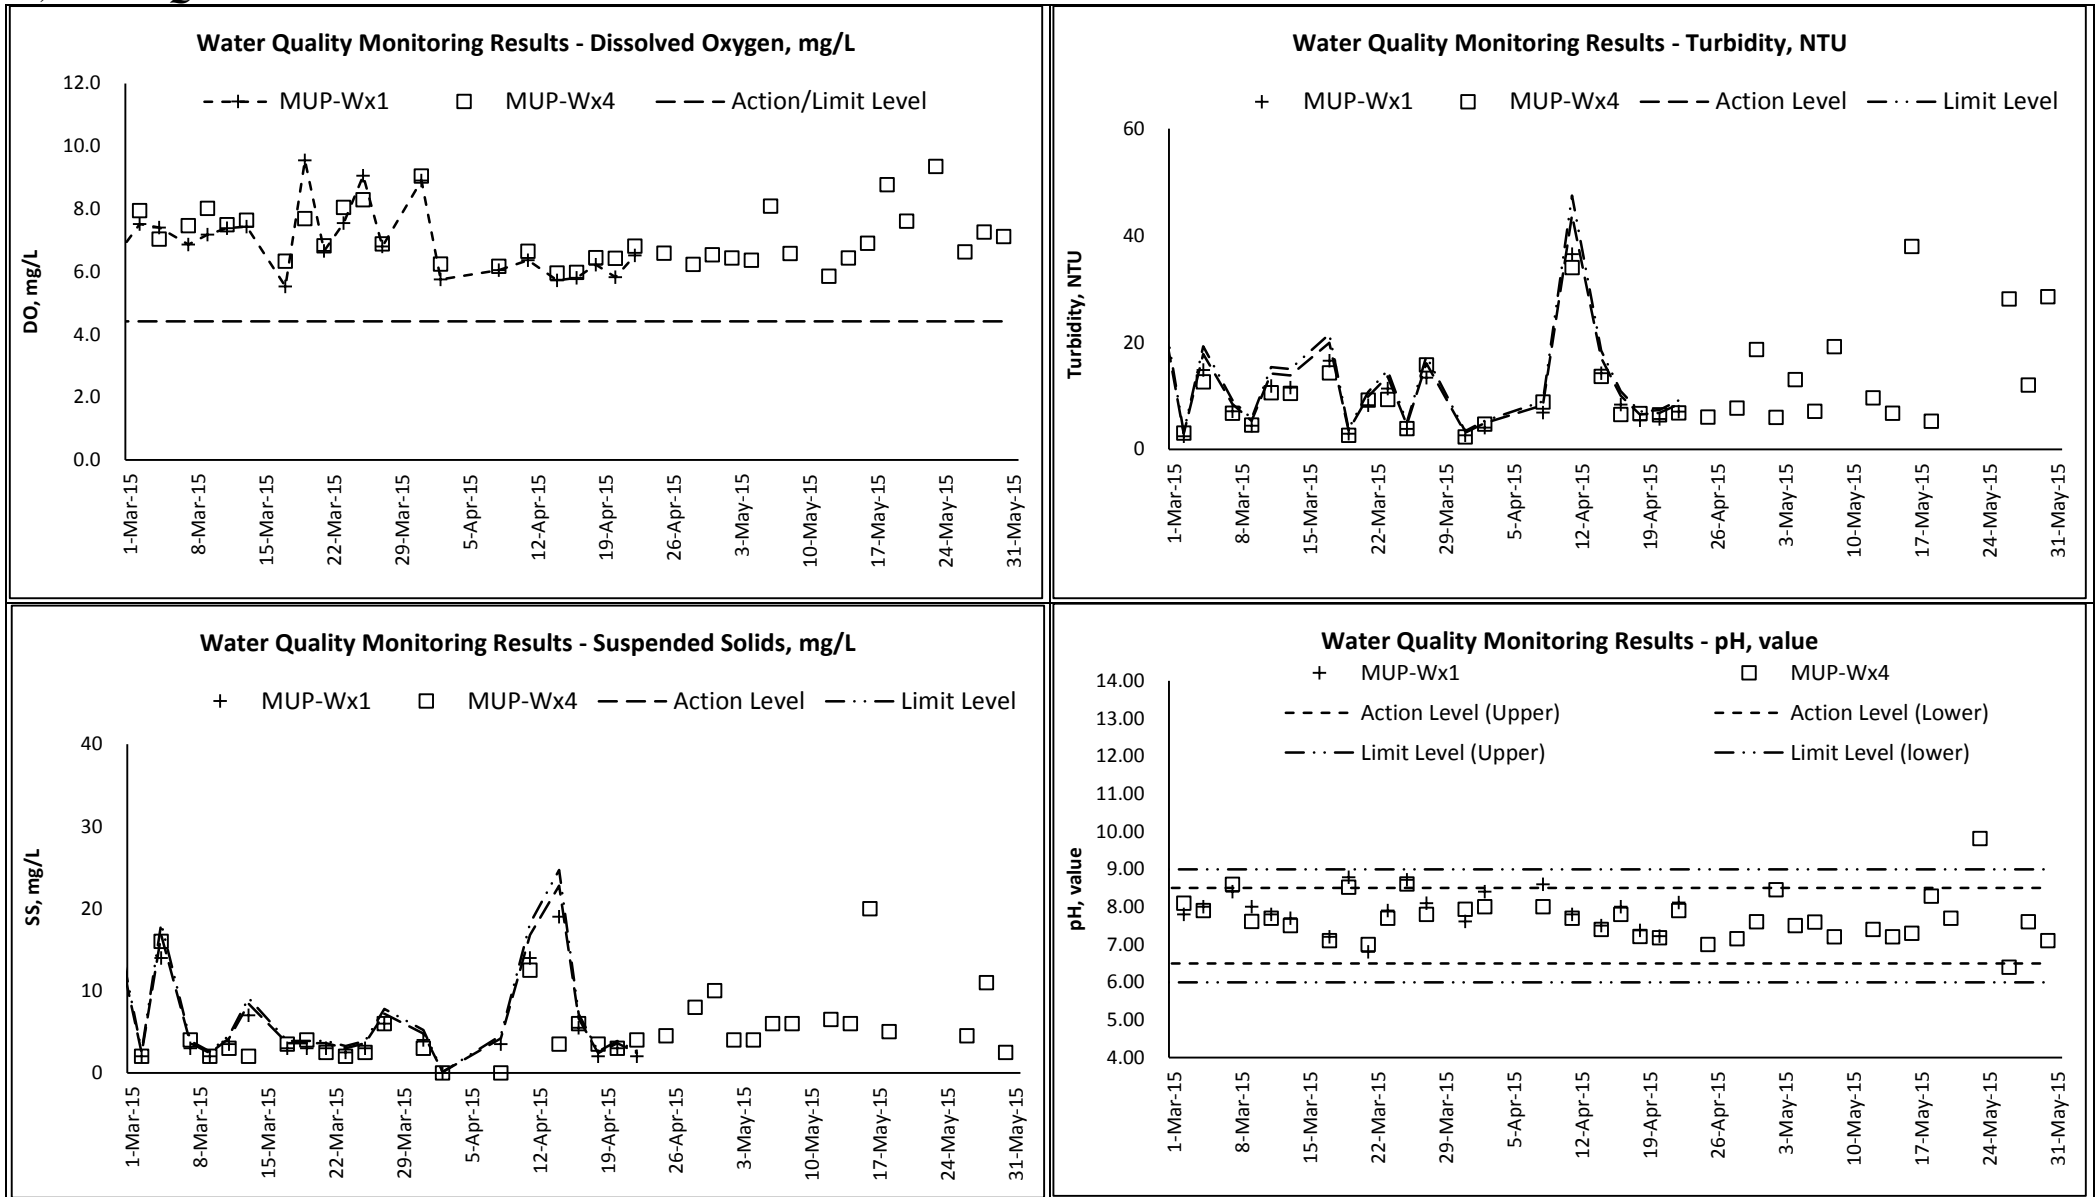 Water Quality Monitoring Results - Dissolved Oxygen, mg/L
MUP-Wx1 MUP-Wx4 Action/Limit Level
DO, mg/L
12.0
10.0
8.0
6.0
4.0
2.0
0.0
1-Mar-15 8-Mar-15 15-Mar-15 22-Mar-15 29-Mar-15 5-Apr-15 12-Apr-15 19-Apr-15 26-Apr-15 3-May-15 10-May-15 17-May-15 24-May-15 31-May-15
Water Quality Monitoring Results - Turbidity, NTU
MUP-Wx1 MUP-Wx4 Action Level Limit Level
Turbidity, NTU
60
40
20
0
1-Mar-15 8-Mar-15 15-Mar-15 22-Mar-15 29-Mar-15 5-Apr-15 12-Apr-15 19-Apr-15 26-Apr-15 3-May-15 10-May-15 17-May-15 24-May-15 31-May-15
Water Quality Monitoring Results - Suspended Solids, mg/L
MUP-Wx1 MUP-Wx4 Action Level Limit Level
SS, mg/L
40
30
20
10
0
1-Mar-15 8-Mar-15 15-Mar-15 22-Mar-15 29-Mar-15 5-Apr-15 12-Apr-15 19-Apr-15 26-Apr-15 3-May-15 10-May-15 17-May-15 24-May-15 31-May-15
Water Quality Monitoring Results - pH, value
MUP-Wx1 MUP-Wx4
Action Level (Upper) Action Level (Lower)
Limit Level (Upper) Limit Level (lower)
pH, value
14.00
13.00
12.00
11.00
10.00
9.00
8.00
7.00
6.00
5.00
4.00
1-Mar-15 8-Mar-15 15-Mar-15 22-Mar-15 29-Mar-15 5-Apr-15 12-Apr-15 19-Apr-15 26-Apr-15 3-May-15 10-May-15 17-May-15 24-May-15 31-May-15